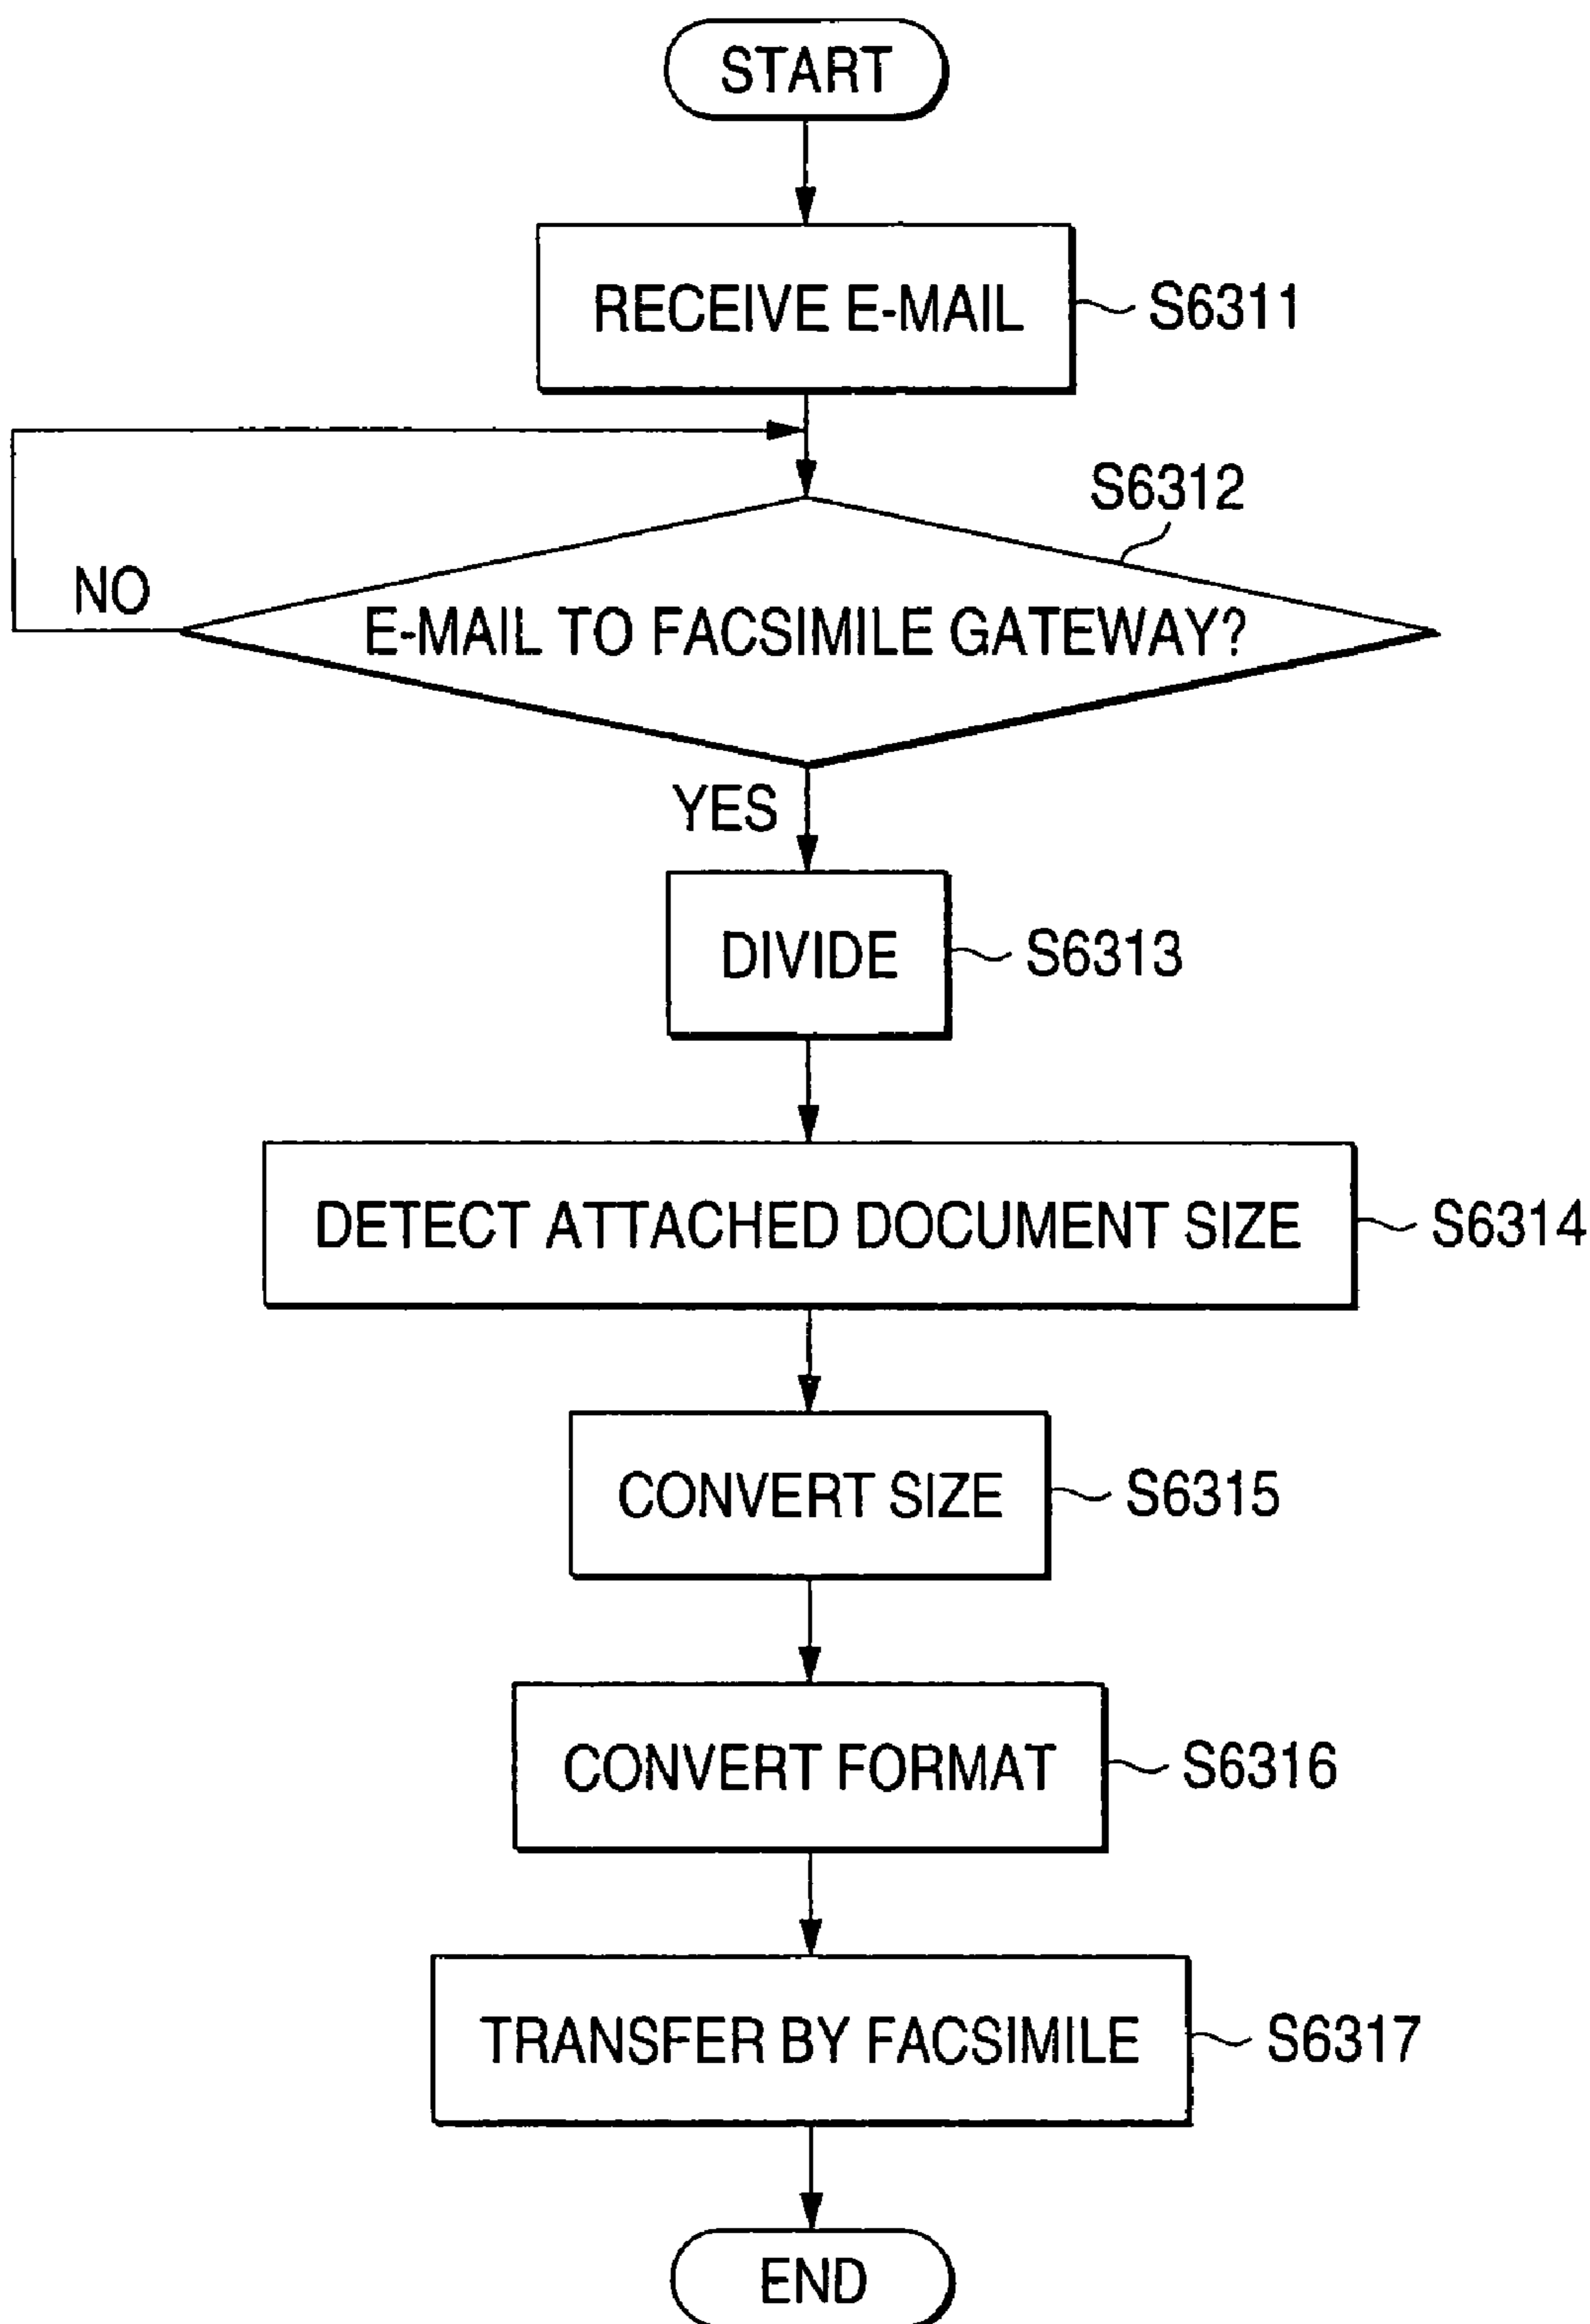 START
RECEIVE E-MAIL
S6311
S6312
NO
E-MAIL TO FACSIMILE GATEWAY?
YES
DIVIDE
S6313
DETECT ATTACHED DOCUMENT SIZE
S6314
CONVERT SIZE
S6315
CONVERT FORMAT
S6316
TRANSFER BY FACSIMILE
S6317
END